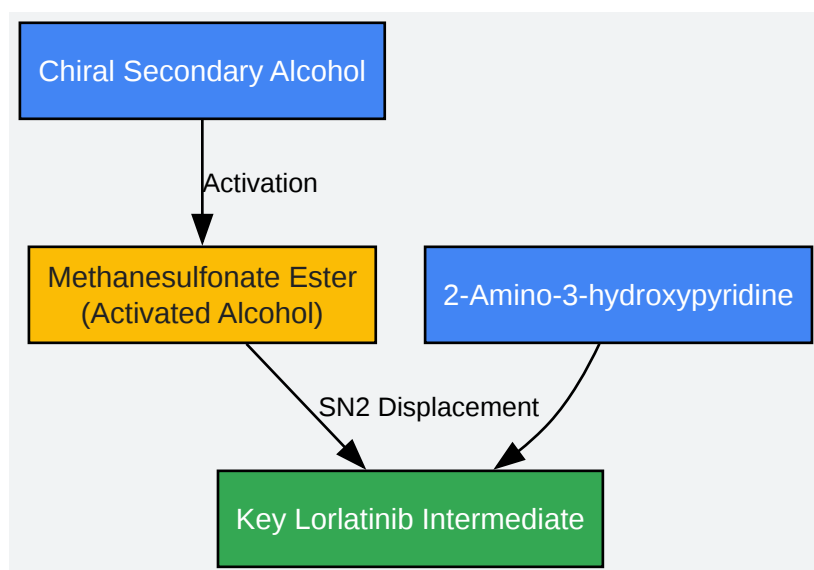 Chiral Secondary Alcohol
Activation
Methanesulfonate Ester
(Activated Alcohol)
2-Amino-3-hydroxypyridine
SN2 Displacement
Key Lorlatinib Intermediate